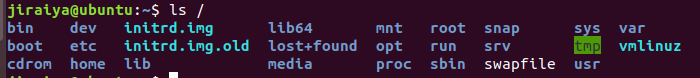 jiraiya@ubuntu:~$ ls /
bin dev initrd.img lib64 mnt root snap sys var
boot etc initrd.img.old lost+found opt run srv tmp vmlinuz
cdrom home lib media proc sbin swapfile usr
jiraiya@ubuntu:~$